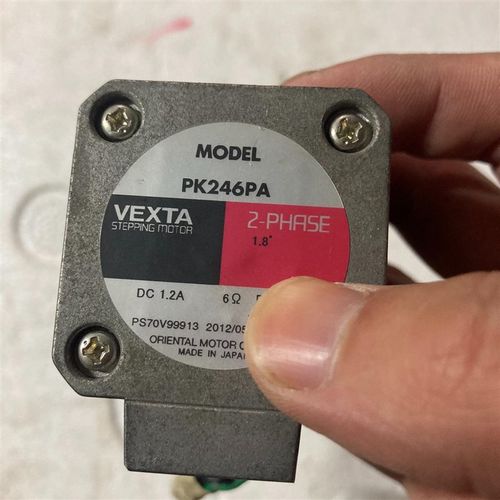 MODEL
PK246PA
VEXTA
STEPPING MOTOR
2-PHASE
1.8°
DC 1.2A 6Ω
PS70V99913 2012/05
ORIENTAL MOTOR
MADE IN JAPAN